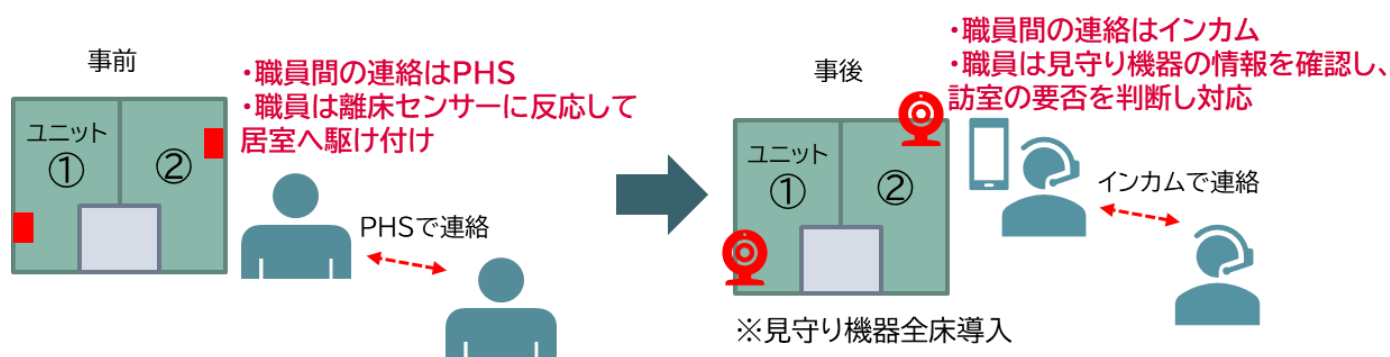 事前
・職員間の連絡はPHS
・職員は離床センサーに反応して
居室へ駆け付け
ユニット
①
②
PHSで連絡
事後
・職員間の連絡はインカム
・職員は見守り機器の情報を確認し、
訪室の要否を判断し対応
ユニット
①
②
インカムで連絡
※見守り機器全床導入